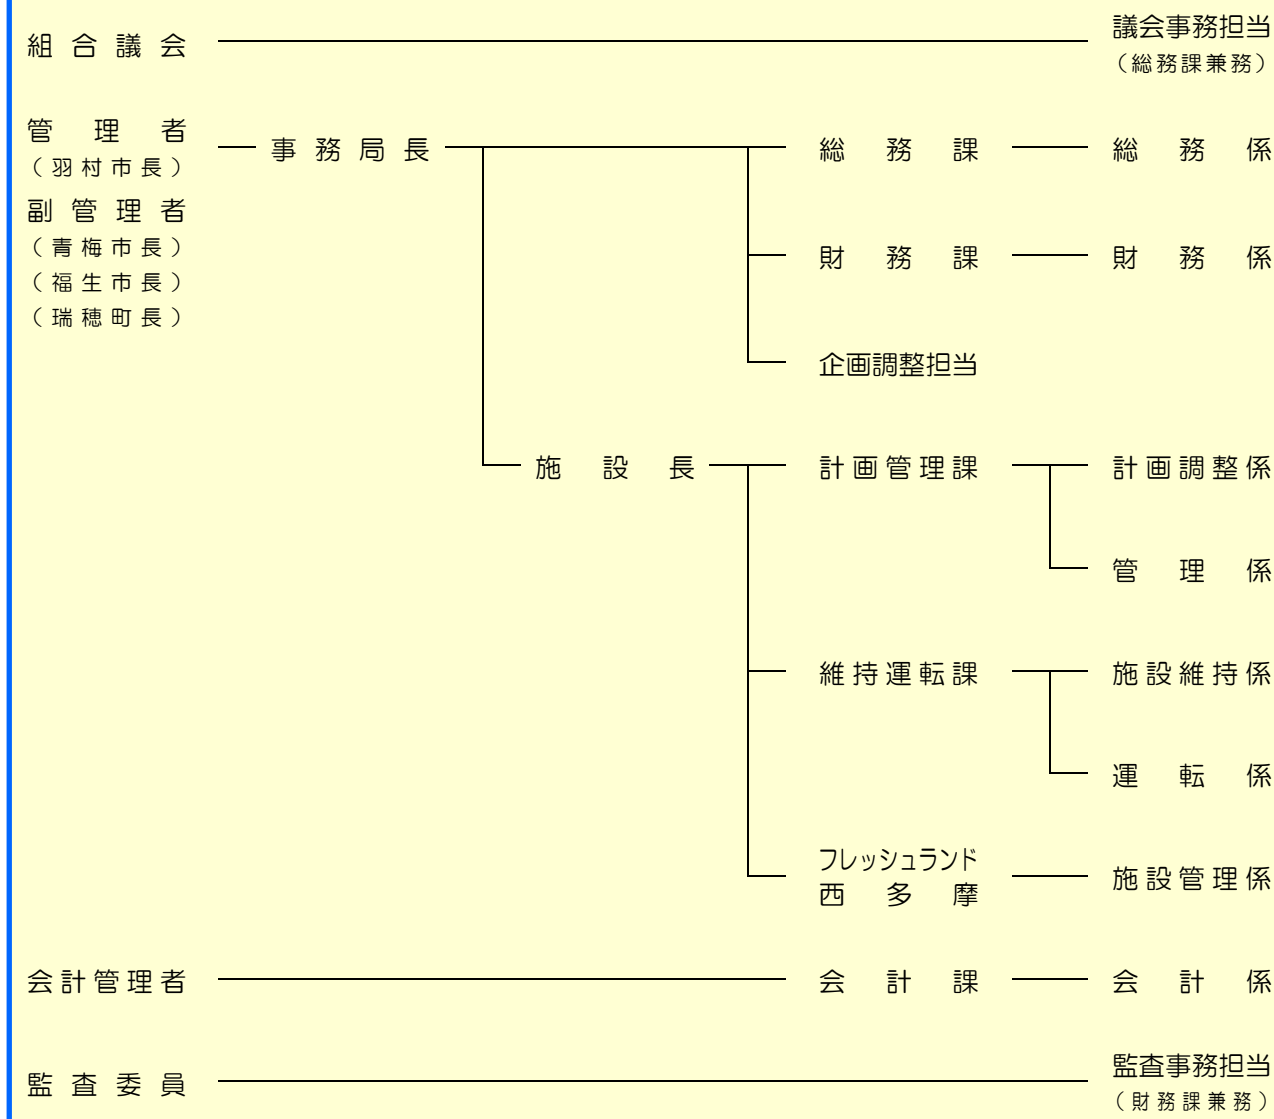 組合議会
議会事務担当
（総務課兼務）
管理者
（羽村市長）
副管理者
（青梅市長）
（福生市長）
（瑞穂町長）
事務局長
総務課
総務係
財務課
財務係
企画調整担当
施設長
計画管理課
計画調整係
管理係
維持運転課
施設維持係
運転係
フレッシュランド
西多摩
施設管理係
会計管理者
会計課
会計係
監査委員
監査事務担当
（財務課兼務）